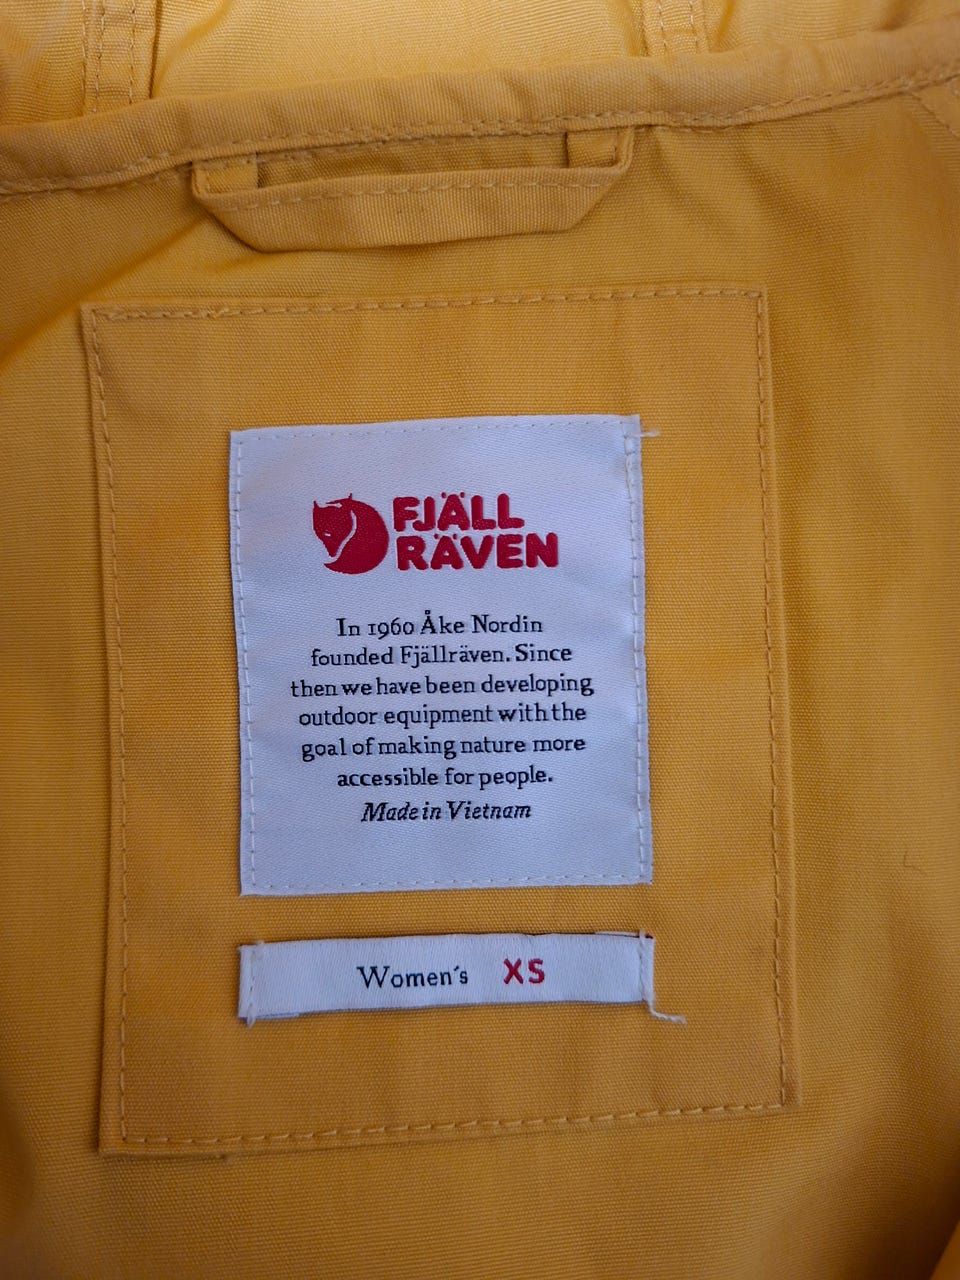 FJÄLL
RÄVEN
In 1960 Åke Nordin
founded Fjällräven. Since
then we have been developing
outdoor equipment with the
goal of making nature more
accessible for people.
Made in Vietnam
Women's XS